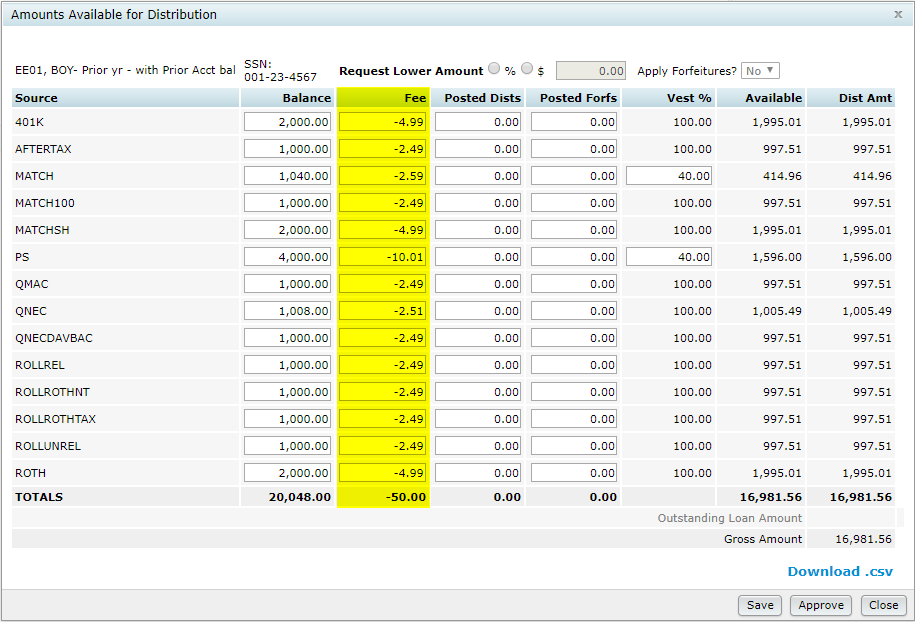 Amounts Available for Distribution x
EE01, BOY- Prior yr - with Prior Acct bal SSN: 001-23-4567 Request Lower Amount % $ 0.00 Apply Forfeitures? No ▼
Source Balance Fee Posted Dists Posted Forfs Vest % Available Dist Amt
401K 2,000.00 -4.99 0.00 0.00 100.00 1,995.01 1,995.01
AFTERTAX 1,000.00 -2.49 0.00 0.00 100.00 997.51 997.51
MATCH 1,040.00 -2.59 0.00 0.00 40.00 414.96 414.96
MATCH100 1,000.00 -2.49 0.00 0.00 100.00 997.51 997.51
MATCHSH 2,000.00 -4.99 0.00 0.00 100.00 1,995.01 1,995.01
PS 4,000.00 -10.01 0.00 0.00 40.00 1,596.00 1,596.00
QMAC 1,000.00 -2.49 0.00 0.00 100.00 997.51 997.51
QNEC 1,008.00 -2.51 0.00 0.00 100.00 1,005.49 1,005.49
QNECDAVBAC 1,000.00 -2.49 0.00 0.00 100.00 997.51 997.51
ROLLREL 1,000.00 -2.49 0.00 0.00 100.00 997.51 997.51
ROLLROTHNT 1,000.00 -2.49 0.00 0.00 100.00 997.51 997.51
ROLLROTHTAX 1,000.00 -2.49 0.00 0.00 100.00 997.51 997.51
ROLLUNREL 1,000.00 -2.49 0.00 0.00 100.00 997.51 997.51
ROTH 2,000.00 -4.99 0.00 0.00 100.00 1,995.01 1,995.01
TOTALS 20,048.00 -50.00 0.00 0.00 16,981.56 16,981.56
Outstanding Loan Amount
Gross Amount 16,981.56
Download .csv
Save Approve Close